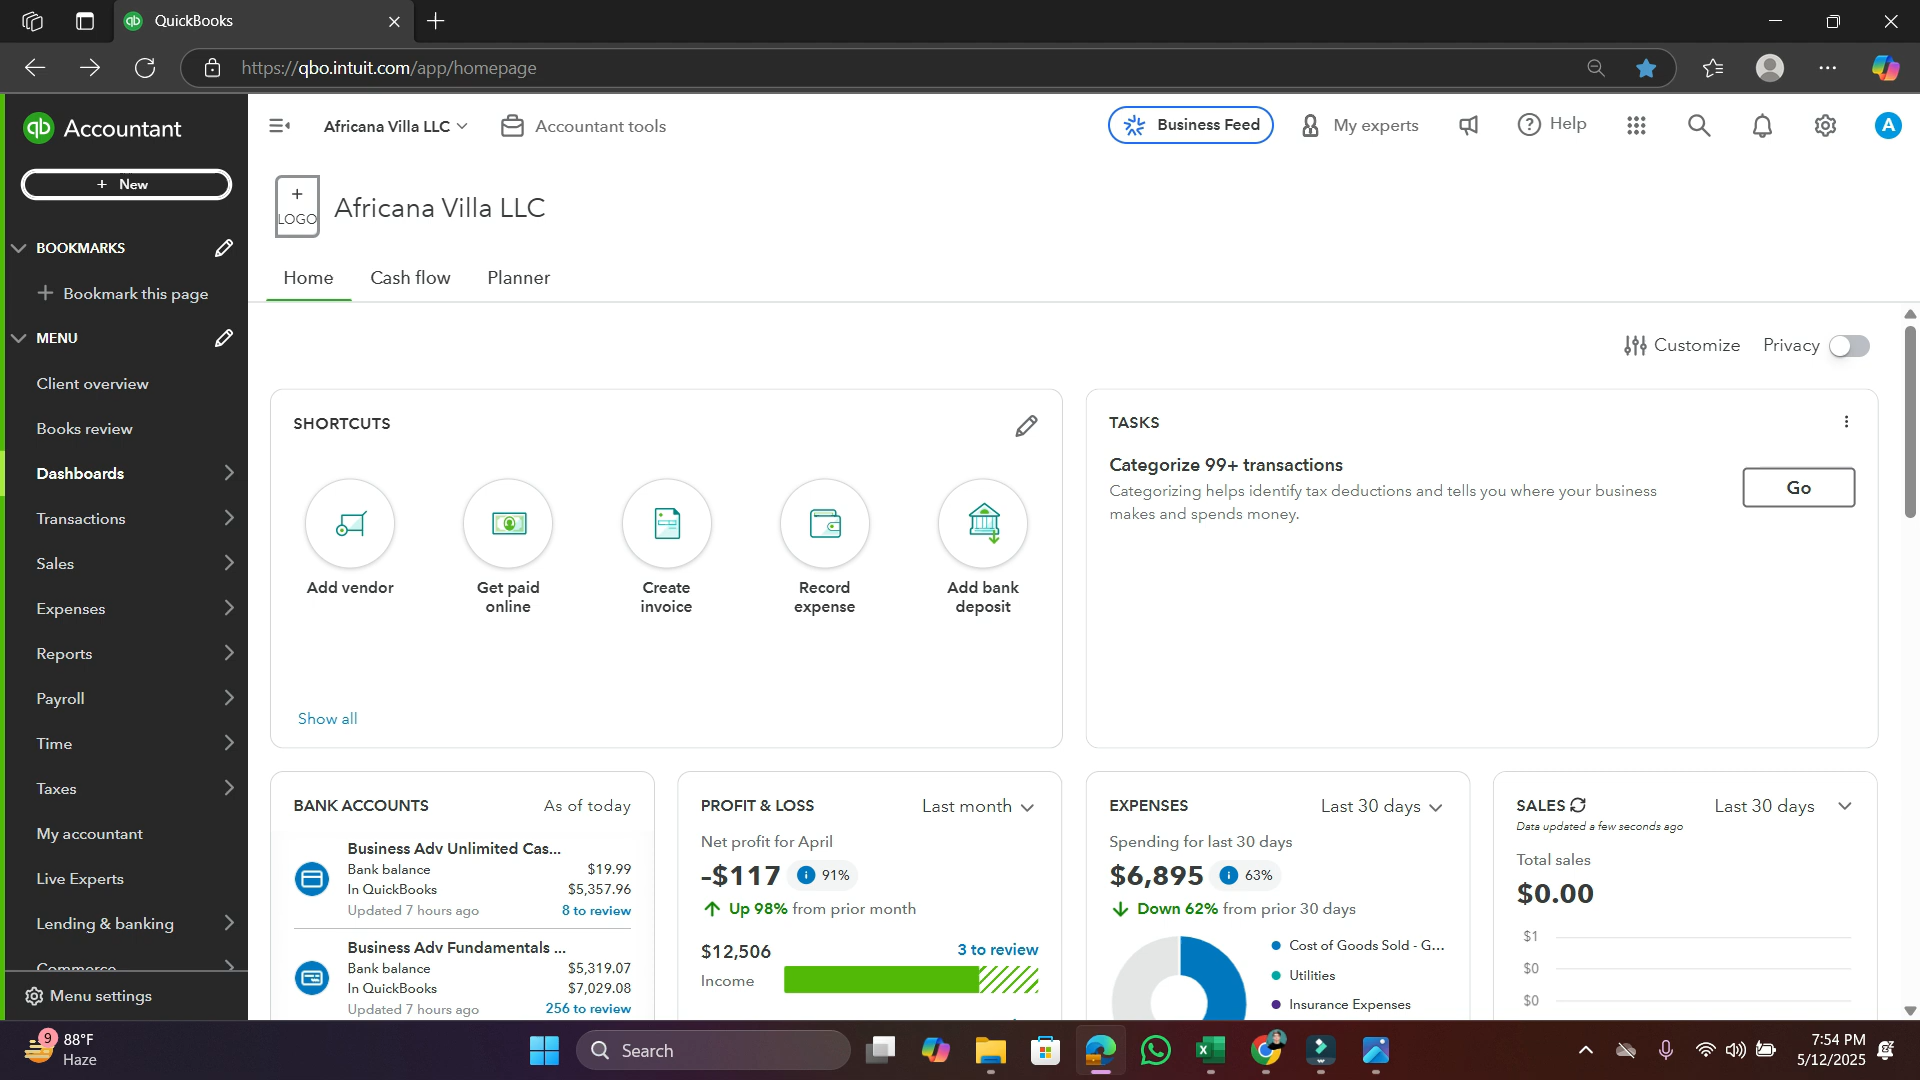 QuickBooks
https://qbo.intuit.com/app/homepage
qb Accountant
Africana Villa LLC
Accountant tools
Business Feed
My experts
Help
A
+ New
+ LOGO
Africana Villa LLC
BOOKMARKS
Bookmark this page
Home
Cash flow
Planner
MENU
Customize
Privacy
Client overview
Books review
Dashboards
Transactions
Sales
Expenses
Reports
Payroll
Time
Taxes
My accountant
Live Experts
Lending & banking
Commerce
Menu settings
SHORTCUTS
Add vendor
Get paid online
Create invoice
Record expense
Add bank deposit
Show all
TASKS
Categorize 99+ transactions
Categorizing helps identify tax deductions and tells you where your business
makes and spends money.
Go
BANK ACCOUNTS
As of today
Business Adv Unlimited Cas...
Bank balance $19.99
In QuickBooks $5,357.96
Updated 7 hours ago 8 to review
Business Adv Fundamentals ...
Bank balance $5,319.07
In QuickBooks $7,029.08
Updated 7 hours ago 256 to review
PROFIT & LOSS
Last month
Net profit for April
-$117 91%
Up 98% from prior month
$12,506 3 to review
Income
EXPENSES
Last 30 days
Spending for last 30 days
$6,895 63%
Down 62% from prior 30 days
Cost of Goods Sold - G...
Utilities
Insurance Expenses
SALES
Last 30 days
Data updated a few seconds ago
Total sales
$0.00
$1
$0
$0
9
88°F
Haze
Search
7:54 PM
5/12/2025